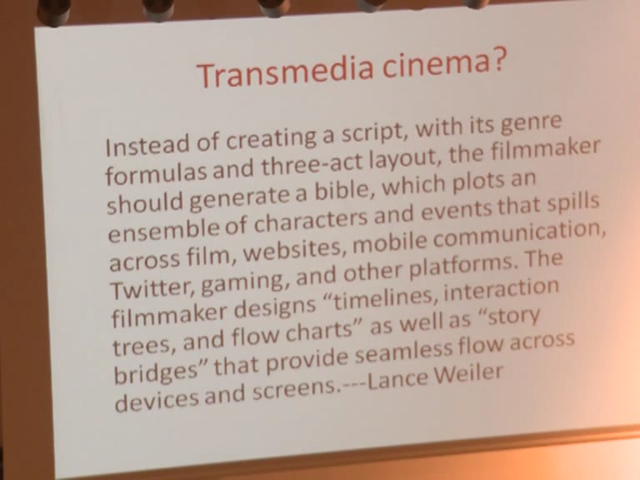 Transmedia cinema?
Instead of creating a script, with its genre
formulas and three-act layout, the filmmaker
should generate a bible, which plots an
ensemble of characters and events that spills
across film, websites, mobile communication,
Twitter, gaming, and other platforms. The
filmmaker designs “timelines, interaction
trees, and flow charts” as well as “story
bridges” that provide seamless flow across
devices and screens.---Lance Weiler